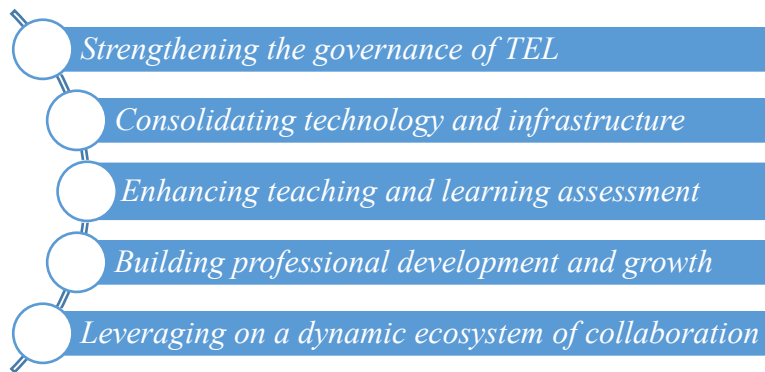 Strengthening the governance of TEL
Consolidating technology and infrastructure
Enhancing teaching and learning assessment
Building professional development and growth
Leveraging on a dynamic ecosystem of collaboration